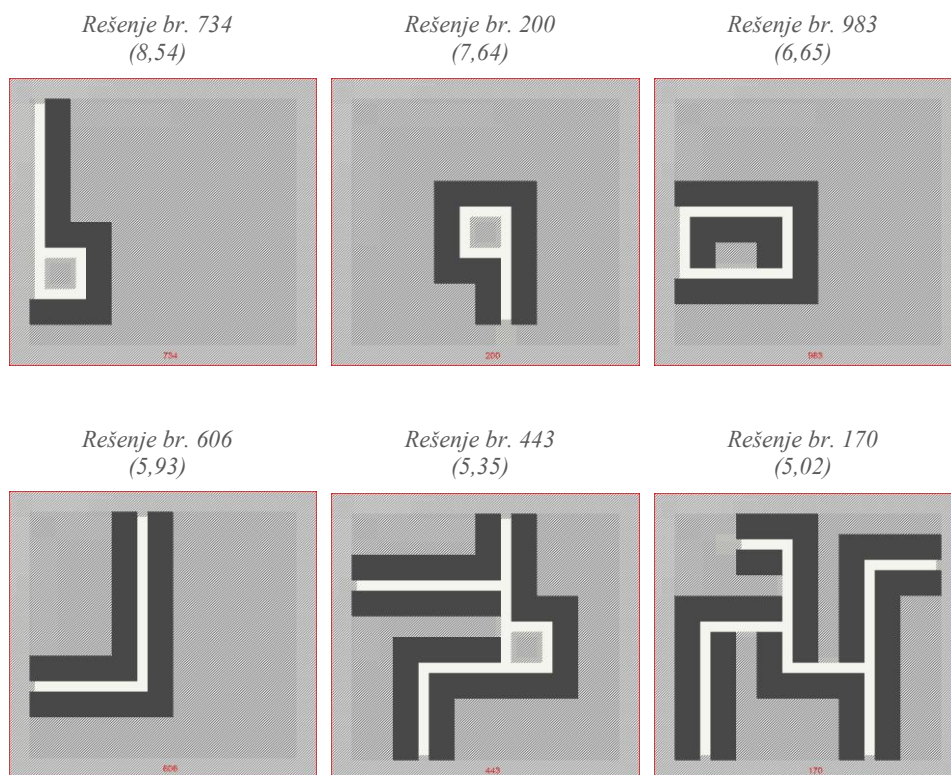 Rešenje br. 734
(8,54)
Rešenje br. 200
(7,64)
Rešenje br. 983
(6,65)
734
200
983
Rešenje br. 606
(5,93)
Rešenje br. 443
(5,35)
Rešenje br. 170
(5,02)
606
443
170